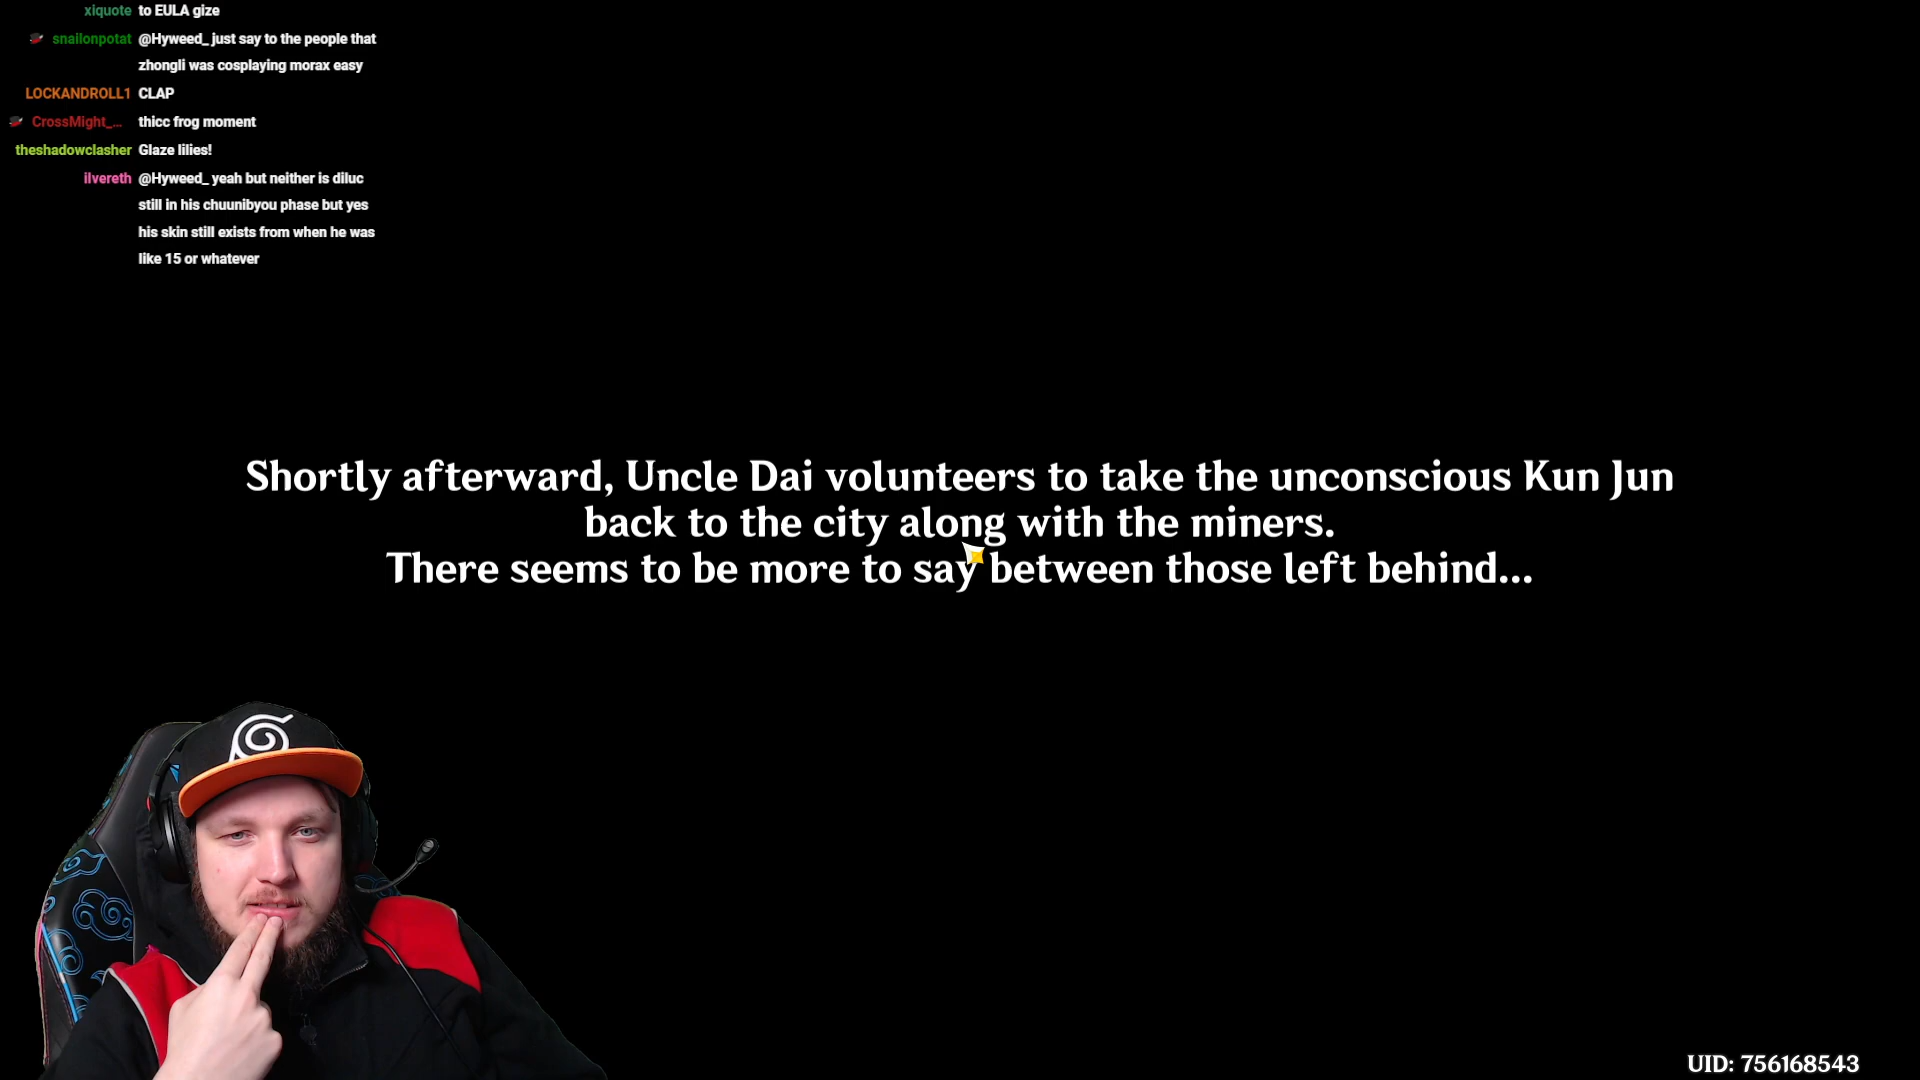 xiquote to EULA gize
snailonpotat @Hyweed_ just say to the people that
zhongli was cosplaying morax easy
LOCKANDROLL1 CLAP
CrossMight_... thicc frog moment
theshadowclasher Glaze lilies!
ilvereth @Hyweed_ yeah but neither is diluc
still in his chuunibyou phase but yes
his skin still exists from when he was
like 15 or whatever
Shortly afterward, Uncle Dai volunteers to take the unconscious Kun Jun
back to the city along with the miners.
There seems to be more to say between those left behind...
UID: 756168543